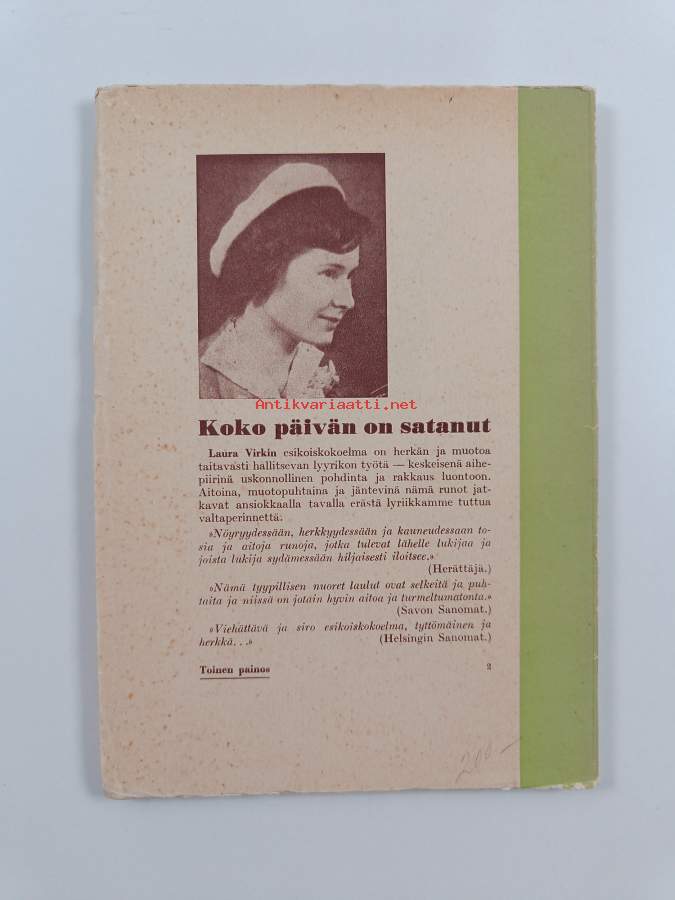 Antikvariaatti.net
Koko päivän on satanut
Laura Virkin esikoiskokoelma on herkän ja muotoa
taitavasti hallitsevan lyyrikon työtä — keskeisenä aihe-
piirinä uskonnollinen pohdinta ja rakkaus luontoon.
Aitoina, muotopuhtaina ja jäntevinä nämä runot jat-
kavat ansiokkaalla tavalla erästä lyriikkamme tuttua
valtaperinnettä.
»Nöyryydessään, herkkyydessään ja kauneudessaan to-
sia ja aitoja runoja, jotka tulevat lähelle lukijaa ja
joista lukija sydämessään hiljaisesti iloitsee.»
(Herättäjä.)
»Nämä tyypillisen nuoret laulut ovat selkeitä ja puh-
taita ja niissä on jotain hyvin aitoa ja turmeltumatonta.»
(Savon Sanomat.)
»Viehättävä ja siro esikoiskokoelma, tyttömäinen ja
herkkä...» (Helsingin Sanomat.)
Toinen painos 2
200.—